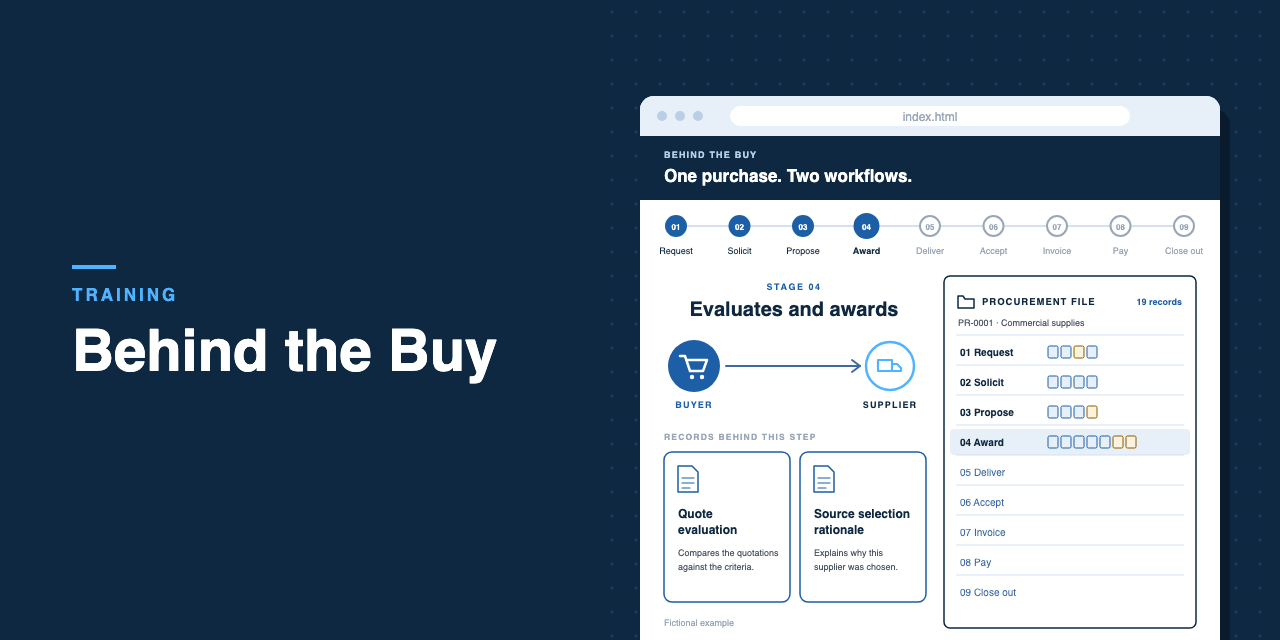 TRAINING
Behind the Buy
index.html
BEHIND THE BUY
One purchase. Two workflows.
01 02 03 04 05 06 07 08 09
Request Solicit Propose Award Deliver Accept Invoice Pay Close out
STAGE 04
Evaluates and awards
BUYER
SUPPLIER
RECORDS BEHIND THIS STEP
Quote
evaluation
Compares the quotations
against the criteria.
Source selection
rationale
Explains why this
supplier was chosen.
Fictional example
PROCUREMENT FILE 19 records
PR-0001 · Commercial supplies
01 Request
02 Solicit
03 Propose
04 Award
05 Deliver
06 Accept
07 Invoice
08 Pay
09 Close out